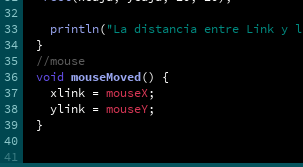 32
33 println("La distancia entre Link y l
34 }
35 //mouse
36 void mouseMoved() {
37 xlink = mouseX;
38 ylink = mouseY;
39 }
40
41